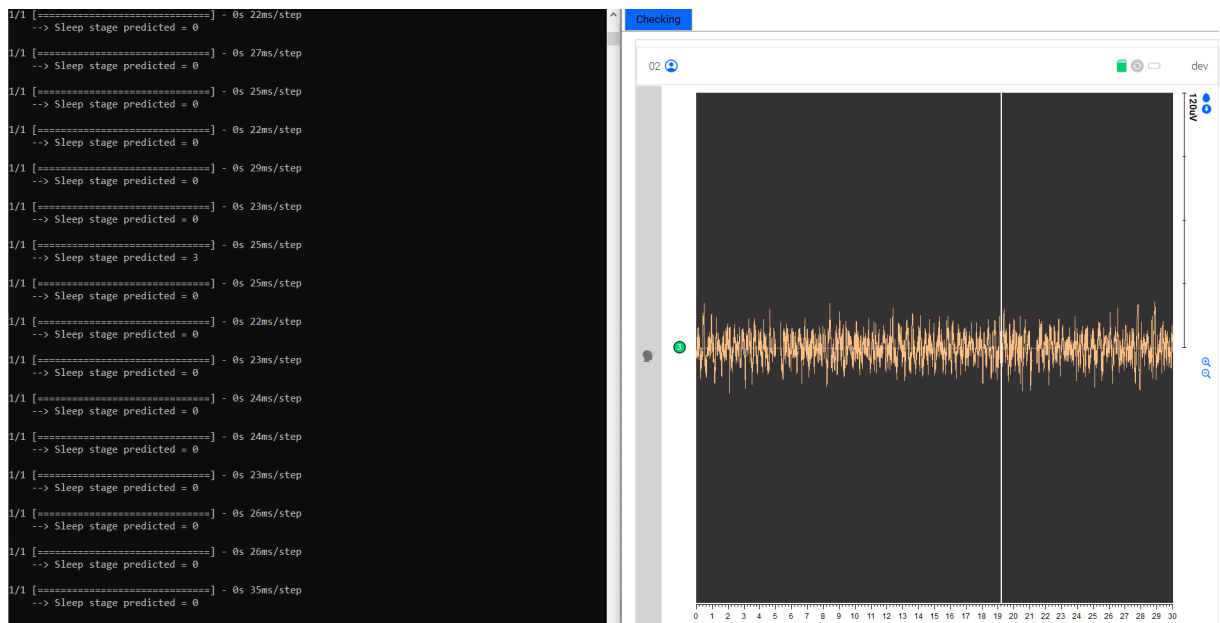 1/1 [==============================] - 0s 22ms/step
--> Sleep stage predicted = 0
1/1 [==============================] - 0s 27ms/step
--> Sleep stage predicted = 0
1/1 [==============================] - 0s 25ms/step
--> Sleep stage predicted = 0
1/1 [==============================] - 0s 22ms/step
--> Sleep stage predicted = 0
1/1 [==============================] - 0s 29ms/step
--> Sleep stage predicted = 0
1/1 [==============================] - 0s 23ms/step
--> Sleep stage predicted = 0
1/1 [==============================] - 0s 25ms/step
--> Sleep stage predicted = 3
1/1 [==============================] - 0s 25ms/step
--> Sleep stage predicted = 0
1/1 [==============================] - 0s 22ms/step
--> Sleep stage predicted = 0
1/1 [==============================] - 0s 23ms/step
--> Sleep stage predicted = 0
1/1 [==============================] - 0s 24ms/step
--> Sleep stage predicted = 0
1/1 [==============================] - 0s 24ms/step
--> Sleep stage predicted = 0
1/1 [==============================] - 0s 23ms/step
--> Sleep stage predicted = 0
1/1 [==============================] - 0s 26ms/step
--> Sleep stage predicted = 0
1/1 [==============================] - 0s 26ms/step
--> Sleep stage predicted = 0
1/1 [==============================] - 0s 35ms/step
--> Sleep stage predicted = 0
Checking
02
dev
120uV
3
0 1 2 3 4 5 6 7 8 9 10 11 12 13 14 15 16 17 18 19 20 21 22 23 24 25 26 27 28 29 30